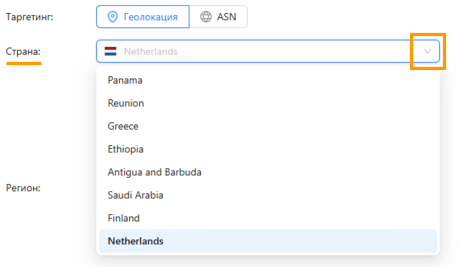 Таргетинг:
Геолокация
ASN
Страна:
Netherlands
Panama
Reunion
Greece
Ethiopia
Antigua and Barbuda
Saudi Arabia
Регион:
Finland
Netherlands